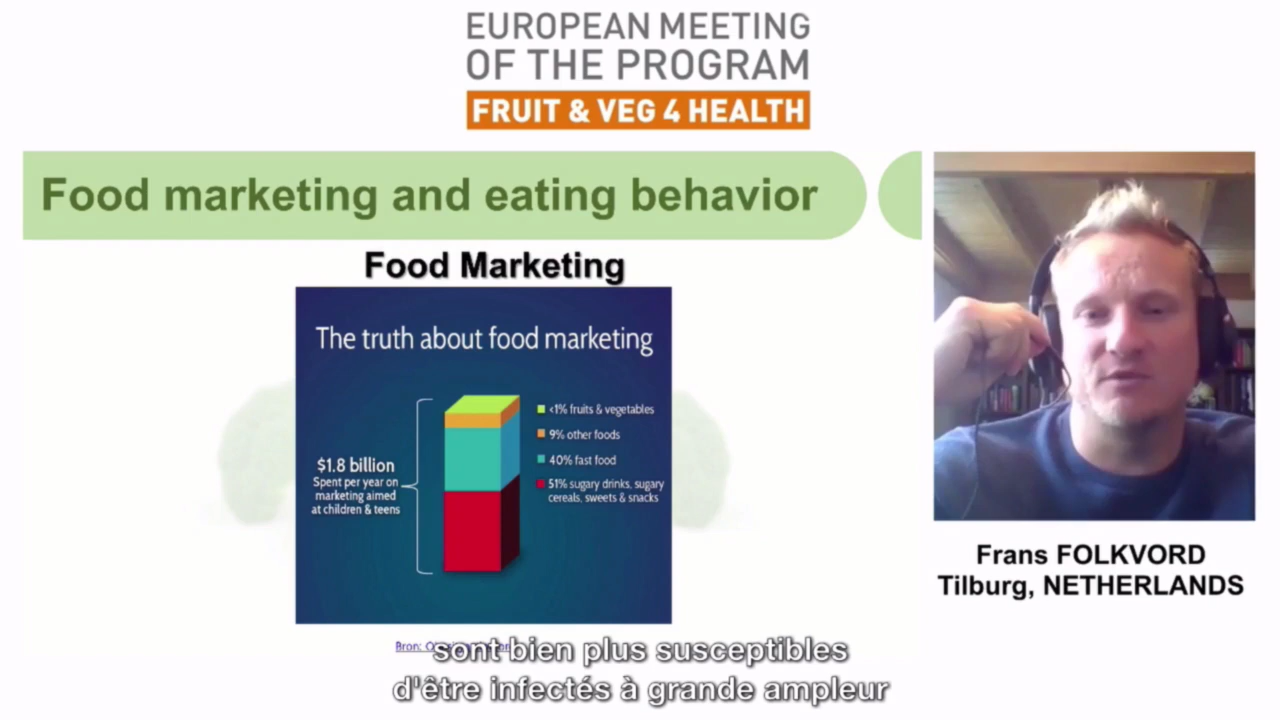 EUROPEAN MEETING
OF THE PROGRAM
FRUIT & VEG 4 HEALTH
Food marketing and eating behavior
Food Marketing
The truth about food marketing
<1% fruits & vegetables
9% other foods
40% fast food
51% sugary drinks, sugary
cereals, sweets & snacks
$1.8 billion
Spent per year on
marketing aimed
at children & teens
Bron:
Frans FOLKVORD
Tilburg, NETHERLANDS
sont bien plus susceptibles
d'être infectés à grande ampleur